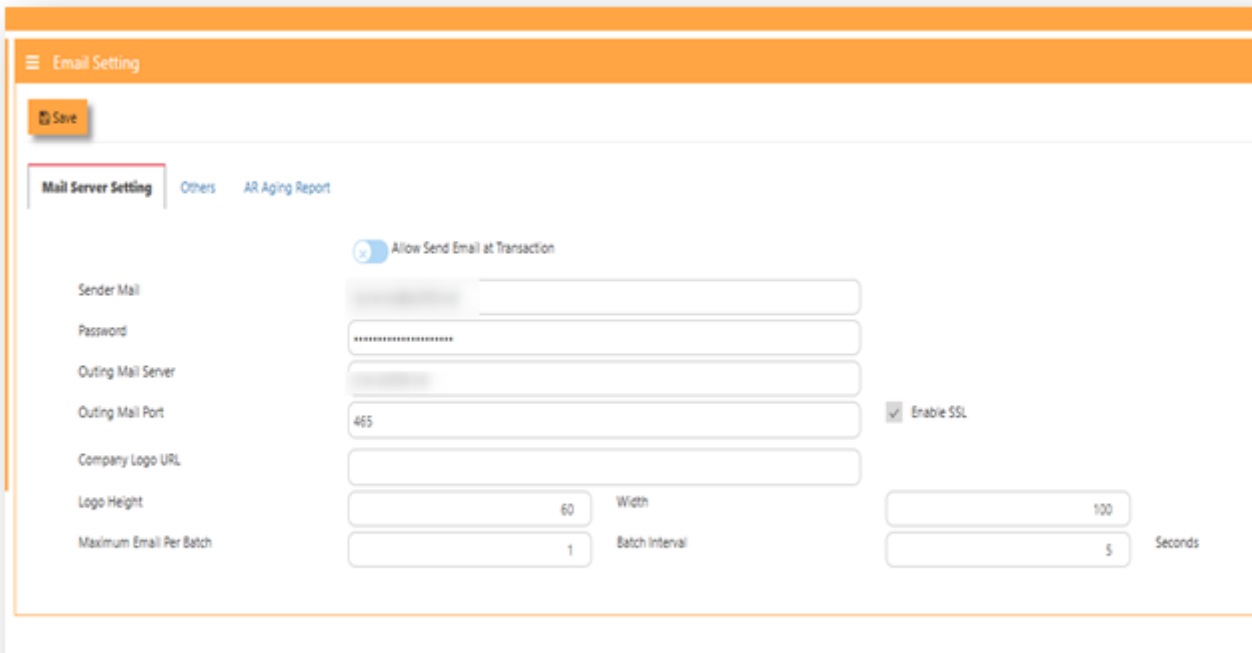 Email Setting
Save
Mail Server Setting Others AR Aging Report
Allow Send Email at Transaction
Sender Mail
Password
Outing Mail Server
Outing Mail Port 465 Enable SSL
Company Logo URL
Logo Height 60 Width 100
Maximum Email Per Batch 1 Batch Interval 5 Seconds